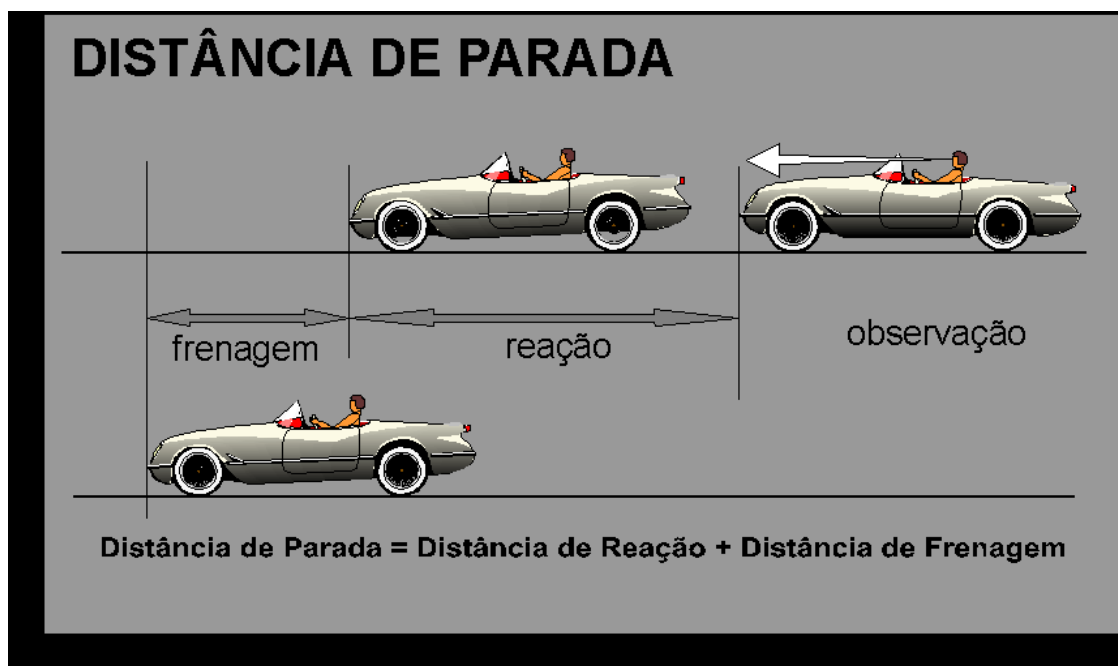 DISTÂNCIA DE PARADA
frenagem
reação
observação
Distância de Parada = Distância de Reação + Distância de Frenagem